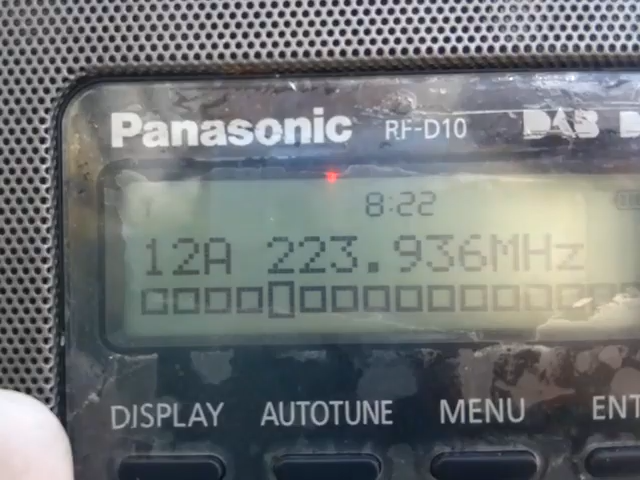 Panasonic RF-D10 DAB
8:22
12A 223.936MHz
DISPLAY AUTOTUNE MENU ENT